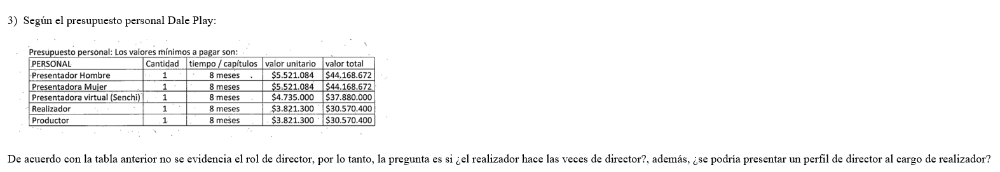 3) Según el presupuesto personal Dale Play:
Presupuesto personal: Los valores mínimos a pagar son:
PERSONAL Cantidad tiempo / capítulos valor unitario valor total
Presentador Hombre 1 8 meses $5.521.084 $44.168.672
Presentadora Mujer 1 8 meses $5.521.084 $44.168.672
Presentadora virtual (Senchi) 1 8 meses $4.735.000 $37.880.000
Realizador 1 8 meses $3.821.300 $30.570.400
Productor 1 8 meses $3.821.300 $30.570.400
De acuerdo con la tabla anterior no se evidencia el rol de director, por lo tanto, la pregunta es si ¿el realizador hace las veces de director?, además, ¿se podría presentar un perfil de director al cargo de realizador?